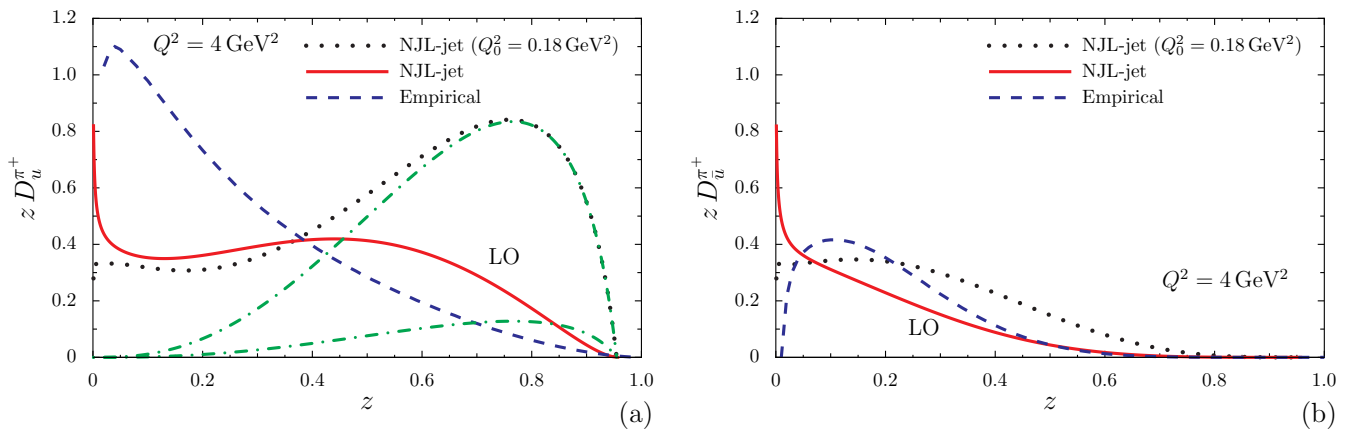 1.2
1.0
0.8
0.6
0.4
0.2
0
z D_u^{π^+}
Q^2 = 4 GeV^2
NJL-jet (Q_0^2 = 0.18 GeV^2)
NJL-jet
Empirical
LO
0 0.2 0.4 0.6 0.8 1.0
z
(a)
1.2
1.0
0.8
0.6
0.4
0.2
0
z D_{\bar{u}}^{π^+}
NJL-jet (Q_0^2 = 0.18 GeV^2)
NJL-jet
Empirical
Q^2 = 4 GeV^2
LO
0 0.2 0.4 0.6 0.8 1.0
z
(b)